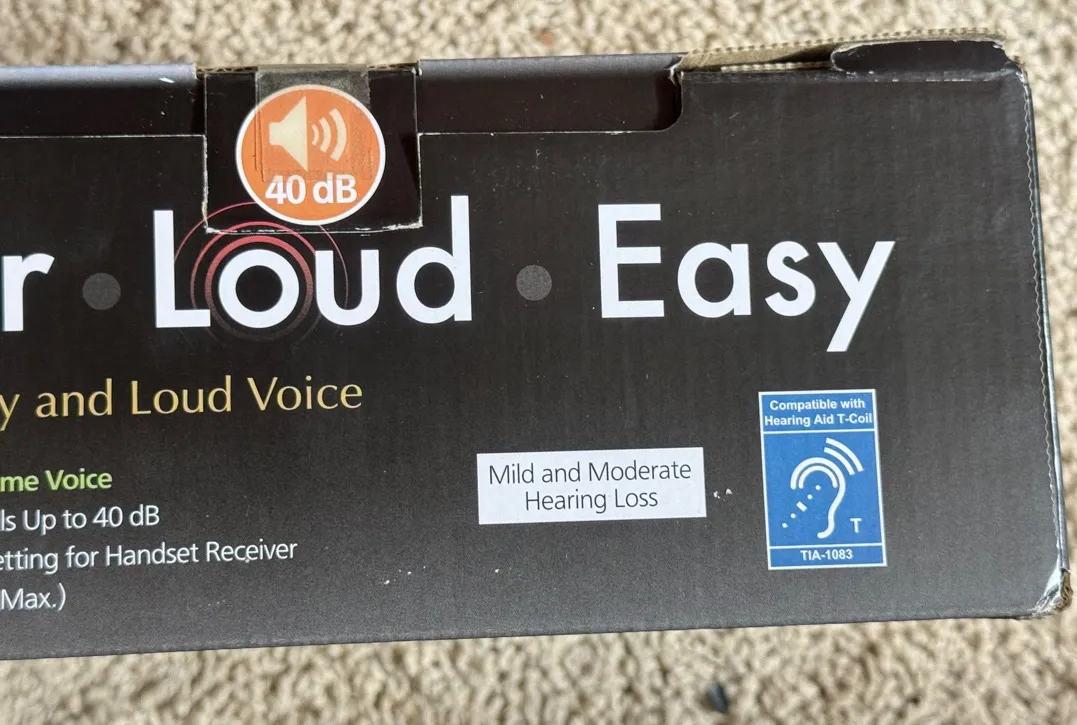 40 dB
r • Loud • Easy
y and Loud Voice
me Voice
ls Up to 40 dB
etting for Handset Receiver
Max.)
Mild and Moderate
Hearing Loss
Compatible with
Hearing Aid T-Coil
T
TIA-1083